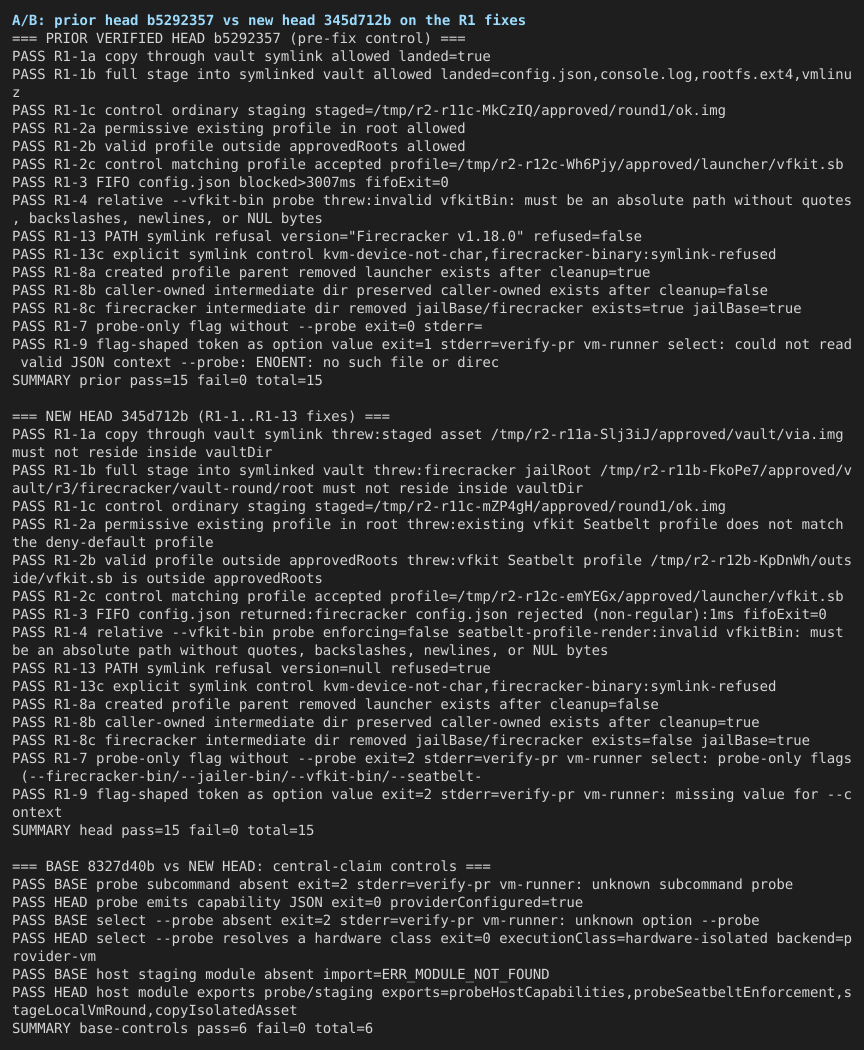 A/B: prior head b5292357 vs new head 345d712b on the R1 fixes
=== PRIOR VERIFIED HEAD b5292357 (pre-fix control) ===
PASS R1-1a copy through vault symlink allowed landed=true
PASS R1-1b full stage into symlinked vault allowed landed=config.json,console.log,rootfs.ext4,vmlinu
z
PASS R1-1c control ordinary staging staged=/tmp/r2-r11c-MkCzIQ/approved/round1/ok.img
PASS R1-2a permissive existing profile in root allowed
PASS R1-2b valid profile outside approvedRoots allowed
PASS R1-2c control matching profile accepted profile=/tmp/r2-r12c-Wh6Pjy/approved/launcher/vfkit.sb
PASS R1-3 FIFO config.json blocked>3007ms fifoExit=0
PASS R1-4 relative --vfkit-bin probe threw:invalid vfkitBin: must be an absolute path without quotes
, backslashes, newlines, or NUL bytes
PASS R1-13 PATH symlink refusal version="Firecracker v1.18.0" refused=false
PASS R1-13c explicit symlink control kvm-device-not-char,firecracker-binary:symlink-refused
PASS R1-8a created profile parent removed launcher exists after cleanup=true
PASS R1-8b caller-owned intermediate dir preserved caller-owned exists after cleanup=false
PASS R1-8c firecracker intermediate dir removed jailBase/firecracker exists=true jailBase=true
PASS R1-7 probe-only flag without --probe exit=0 stderr=
PASS R1-9 flag-shaped token as option value exit=1 stderr=verify-pr vm-runner select: could not read
 valid JSON context --probe: ENOENT: no such file or direc
SUMMARY prior pass=15 fail=0 total=15

=== NEW HEAD 345d712b (R1-1..R1-13 fixes) ===
PASS R1-1a copy through vault symlink threw:staged asset /tmp/r2-r11a-Slj3iJ/approved/vault/via.img
must not reside inside vaultDir
PASS R1-1b full stage into symlinked vault threw:firecracker jailRoot /tmp/r2-r11b-FkoPe7/approved/v
ault/r3/firecracker/vault-round/root must not reside inside vaultDir
PASS R1-1c control ordinary staging staged=/tmp/r2-r11c-mZP4gH/approved/round1/ok.img
PASS R1-2a permissive existing profile in root threw:existing vfkit Seatbelt profile does not match
the deny-default profile
PASS R1-2b valid profile outside approvedRoots threw:vfkit Seatbelt profile /tmp/r2-r12b-KpDnWh/outs
ide/vfkit.sb is outside approvedRoots
PASS R1-2c control matching profile accepted profile=/tmp/r2-r12c-emYEGx/approved/launcher/vfkit.sb
PASS R1-3 FIFO config.json returned:firecracker config.json rejected (non-regular):1ms fifoExit=0
PASS R1-4 relative --vfkit-bin probe enforcing=false seatbelt-profile-render:invalid vfkitBin: must
be an absolute path without quotes, backslashes, newlines, or NUL bytes
PASS R1-13 PATH symlink refusal version=null refused=true
PASS R1-13c explicit symlink control kvm-device-not-char,firecracker-binary:symlink-refused
PASS R1-8a created profile parent removed launcher exists after cleanup=false
PASS R1-8b caller-owned intermediate dir preserved caller-owned exists after cleanup=true
PASS R1-8c firecracker intermediate dir removed jailBase/firecracker exists=false jailBase=true
PASS R1-7 probe-only flag without --probe exit=2 stderr=verify-pr vm-runner select: probe-only flags
 (--firecracker-bin/--jailer-bin/--vfkit-bin/--seatbelt-
PASS R1-9 flag-shaped token as option value exit=2 stderr=verify-pr vm-runner: missing value for --c
ontext
SUMMARY head pass=15 fail=0 total=15

=== BASE 8327d40b vs NEW HEAD: central-claim controls ===
PASS BASE probe subcommand absent exit=2 stderr=verify-pr vm-runner: unknown subcommand probe
PASS HEAD probe emits capability JSON exit=0 providerConfigured=true
PASS BASE select --probe absent exit=2 stderr=verify-pr vm-runner: unknown option --probe
PASS HEAD select --probe resolves a hardware class exit=0 executionClass=hardware-isolated backend=p
rovider-vm
PASS BASE host staging module absent import=ERR_MODULE_NOT_FOUND
PASS HEAD host module exports probe/staging exports=probeHostCapabilities,probeSeatbeltEnforcement,s
tageLocalVmRound,copyIsolatedAsset
SUMMARY base-controls pass=6 fail=0 total=6